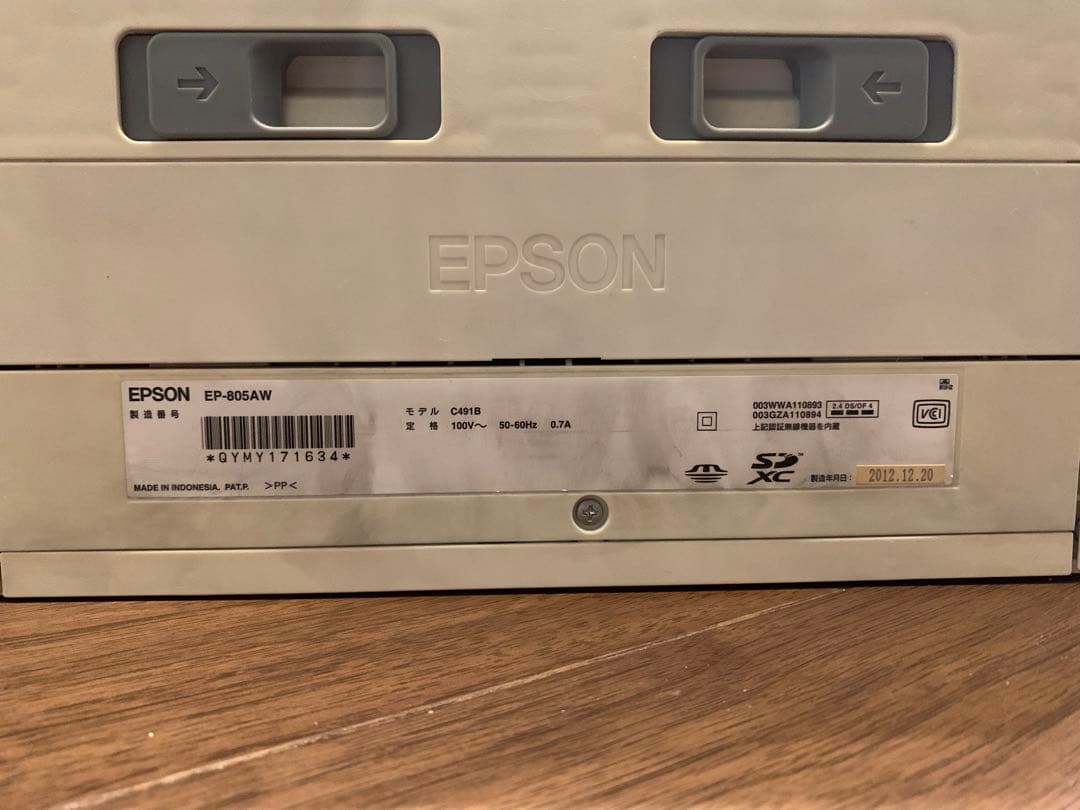 EPSON
EPSON EP-805AW
製造番号
*QYMY171634*
MADE IN INDONESIA. PAT.P. >PP<
モデル C491B
定格 100V～ 50-60Hz 0.7A
003WWA110893
003GZA110894
2.4 DS/OF 4
上記認証無線機器を内蔵
VCI
SD XC™
製造年月日: 2012.12.20